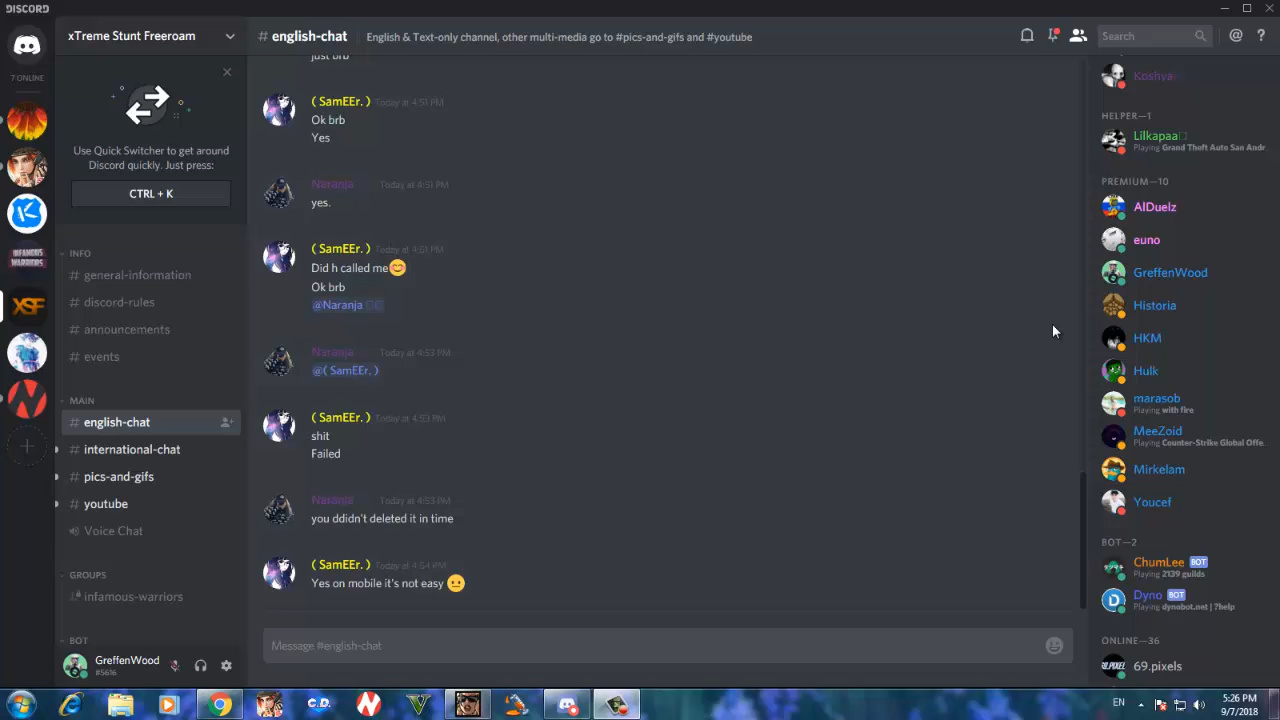 DISCORD
7 ONLINE
INFAMOUS
WARRIORS
XSF
xTreme Stunt Freeroam
Use Quick Switcher to get around
Discord quickly. Just press:
CTRL + K
INFO
# general-information
# discord-rules
# announcements
# events
MAIN
# english-chat
# international-chat
# pics-and-gifs
# youtube
Voice Chat
GROUPS
infamous-warriors
BOT
GreffenWood
#5616
# english-chat English & Text-only channel, other multi-media go to #pics-and-gifs and #youtube
Search
just brb
( SamEEr. ) Today at 4:51 PM
Ok brb
Yes
Naranja Today at 4:51 PM
yes.
( SamEEr. ) Today at 4:51 PM
Did h called me😊
Ok brb
@Naranja
Naranja Today at 4:53 PM
@( SamEEr. )
( SamEEr. ) Today at 4:53 PM
shit
Failed
Naranja Today at 4:53 PM
you ddidn't deleted it in time
( SamEEr. ) Today at 4:54 PM
Yes on mobile it's not easy 😐
Message #english-chat
Koshya
HELPER—1
Lilkapaa
Playing Grand Theft Auto San Andr...
PREMIUM—10
AlDuelz
euno
GreffenWood
Historia
HKM
Hulk
marasob
Playing with fire
MeeZoid
Playing Counter-Strike Global Offe...
Mirkelam
Youcef
BOT—2
ChumLee BOT
Playing 2139 guilds
Dyno BOT
Playing dynobot.net | ?help
ONLINE—36
69.pixels
C.D.
EN
5:26 PM
9/7/2018